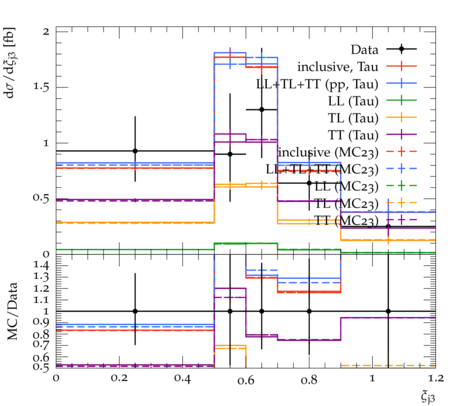 dσ/dξj3 [fb]
2
1.5
1
0.5
0
Data
inclusive, Tau
LL+TL+TT (pp, Tau)
LL (Tau)
TL (Tau)
TT (Tau)
inclusive (MC23)
LL+TL+TT (MC23)
LL (MC23)
TL (MC23)
TT (MC23)
MC/Data
1.4
1.3
1.2
1.1
1
0.9
0.8
0.7
0.6
0.5
0 0.2 0.4 0.6 0.8 1 1.2
ξj3